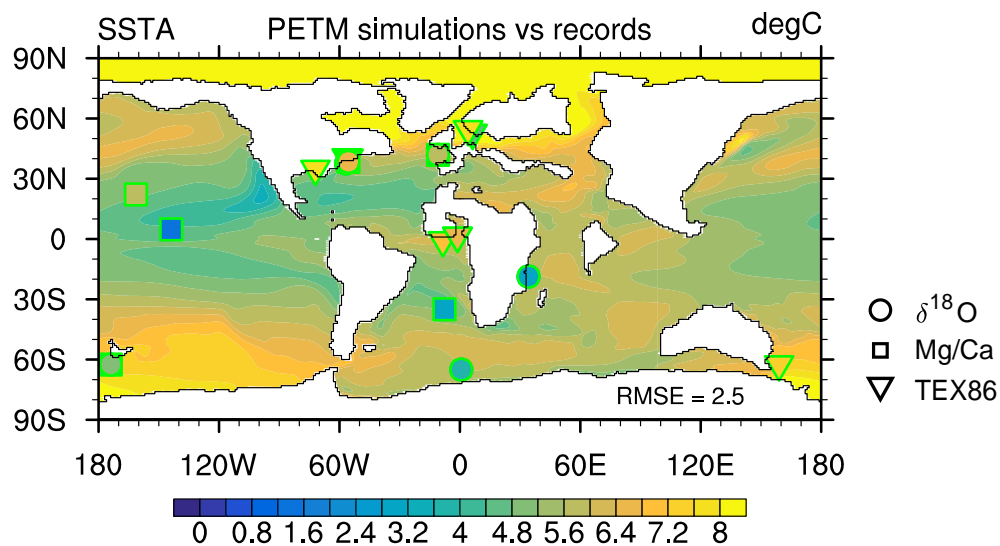 SSTA PETM simulations vs records degC
90N
60N
30N
0
30S
60S
90S
RMSE = 2.5
180 120W 60W 0 60E 120E 180
δ¹⁸O
Mg/Ca
TEX86
0 0.8 1.6 2.4 3.2 4 4.8 5.6 6.4 7.2 8